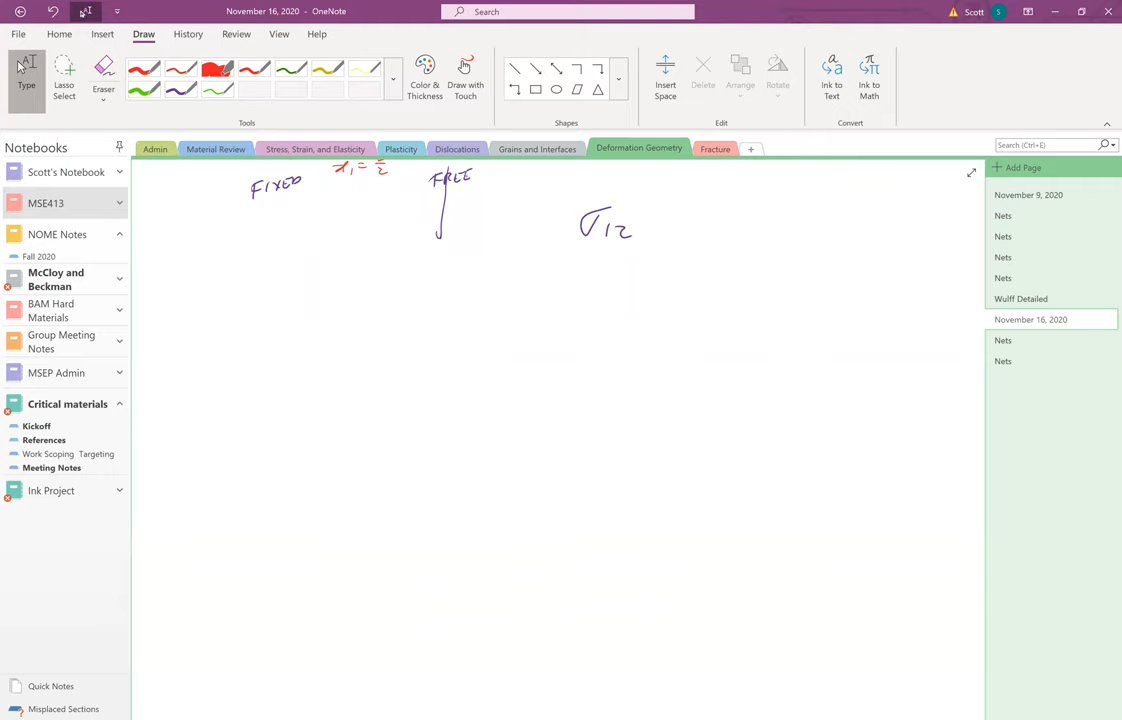 November 16, 2020 - OneNote
Search
Scott S
File Home Insert Draw History Review View Help
Type
Lasso Select
Eraser
Color & Thickness
Draw with Touch
Insert Space
Delete
Arrange
Rotate
Ink to Text
Ink to Math
Tools
Shapes
Edit
Convert
Notebooks
Admin
Material Review
Stress, Strain, and Elasticity
Plasticity
Dislocations
Grains and Interfaces
Deformation Geometry
Fracture
Search (Ctrl+E)
Scott's Notebook
MSE413
NOME Notes
Fall 2020
McCloy and Beckman
BAM Hard Materials
Group Meeting Notes
MSEP Admin
Critical materials
Kickoff
References
Work Scoping Targeting
Meeting Notes
Ink Project
Quick Notes
Misplaced Sections
FIXED
FREE
σ12
Add Page
November 9, 2020
Nets
Nets
Nets
Nets
Wulff Detailed
November 16, 2020
Nets
Nets